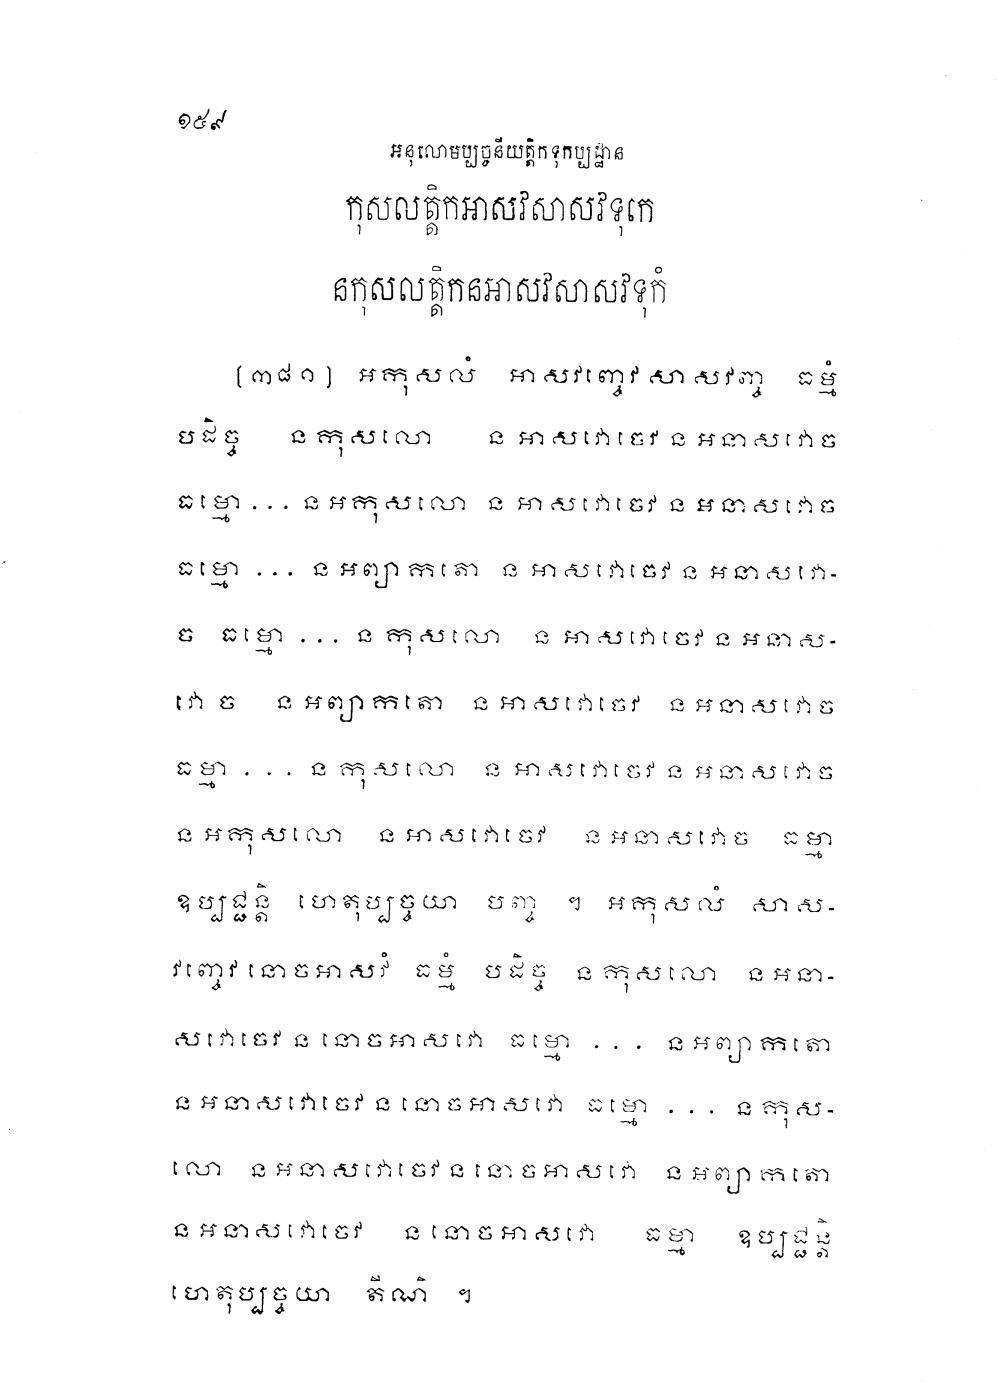 ១៥៩
អនុលោមប្បច្ចនីយត្តិកទុកប្បដ្ឋាន
កុសលត្តិកអាសវសាសវទុកេ
នកុសលត្តិកនអាសវសាសវទុកំ
[៣៨១] អកុសលំ អាសវញ្ចេវសាសវញ្ច ធម្មំ
បដិច្ច នកុសលោ នអាសវោចេវនអនាសវោច
ធម្មោ... នអកុសលោ នអាសវោចេវនអនាសវោច
ធម្មោ ... នអព្យាកតោ នអាសវោចេវនអនាសវោ-
ច ធម្មោ... នកុសលោ នអាសវោចេវនអនាស-
វោច នអព្យាកតោ នអាសវោចេវ នអនាសវោច
ធម្មា ... នកុសលោ នអាសវោចេវនអនាសវោច
នអកុសលោ នអាសវោចេវ នអនាសវោច ធម្មា
ឧប្បជ្ជន្តិ ហេតុប្បច្ចយា បញ្ច ។ អកុសលំ សាស-
វញ្ចេវនោចអាសវំ ធម្មំ បដិច្ច នកុសលោ នអនា-
សវោចេវននោចអាសវោ ធម្មោ ... នអព្យាកតោ
នអនាសវោចេវននោចអាសវោ ធម្មោ ... នកុស-
លោ នអនាសវោចេវននោចអាសវោ នអព្យាកតោ
នអនាសវោចេវ ននោចអាសវោ ធម្មា ឧប្បជ្ជន្តិ
ហេតុប្បច្ចយា តីណិ ។